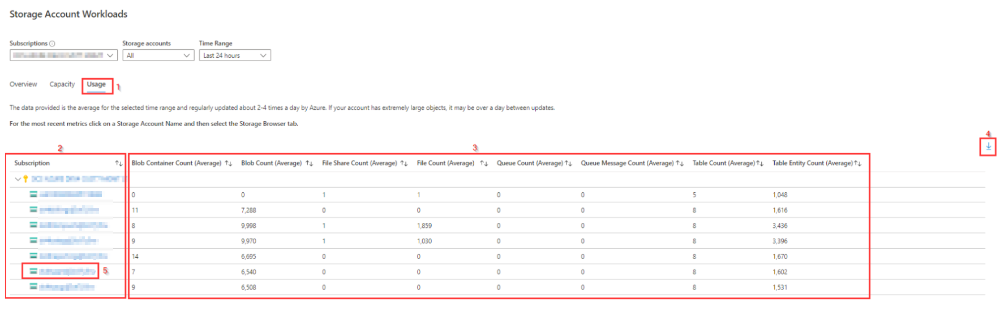 Storage Account Workloads
Subscriptions Storage accounts Time Range
All Last 24 hours
Overview Capacity Usage 1
The data provided is the average for the selected time range and regularly updated about 2-4 times a day by Azure. If your account has extremely large objects, it may be over a day between updates.
For the most recent metrics click on a Storage Account Name and then select the Storage Browser tab.
4
2 3
Subscription Blob Container Count (Average) Blob Count (Average) File Share Count (Average) File Count (Average) Queue Count (Average) Queue Message Count (Average) Table Count (Average) Table Entity Count (Average)
0 0 1 1 0 0 5 1,048
11 7,288 0 0 0 0 8 1,616
8 9,998 1 1,859 0 0 8 3,436
9 9,970 1 1,030 0 0 8 3,396
14 6,695 0 0 0 0 8 1,670
5 7 6,540 0 0 0 0 8 1,602
9 6,508 0 0 0 0 8 1,531